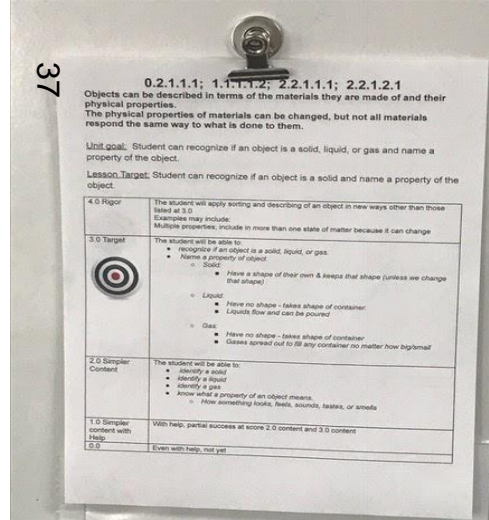 37
0.2.1.1.1; 1.1.1.1.2; 2.2.1.1.1; 2.2.1.2.1
Objects can be described in terms of the materials they are made of and their
physical properties.
The physical properties of materials can be changed, but not all materials
respond the same way to what is done to them.
Unit goal: Student can recognize if an object is a solid, liquid, or gas and name a
property of the object.
Lesson Target: Student can recognize if an object is a solid and name a property of the
object.
4.0 Rigor
The student will apply sorting and describing of an object in new ways other than those
listed at 3.0
Examples may include:
Multiple properties, include in more than one state of matter because it can change
3.0 Target
The student will be able to:
recognize if an object is a solid, liquid, or gas.
Name a property of object
Solid:
Have a shape of their own & keeps that shape (unless we change
that shape)
Liquid:
Have no shape - takes shape of container.
Liquids flow and can be poured
Gas:
Have no shape - takes shape of container
Gases spread out to fill any container no matter how big/small
2.0 Simpler
Content
The student will be able to:
identify a solid
identify a liquid
identify a gas
know what a property of an object means.
How something looks, feels, sounds, tastes, or smells
1.0 Simpler
content with
Help
With help, partial success at score 2.0 content and 3.0 content
0.0
Even with help, not yet